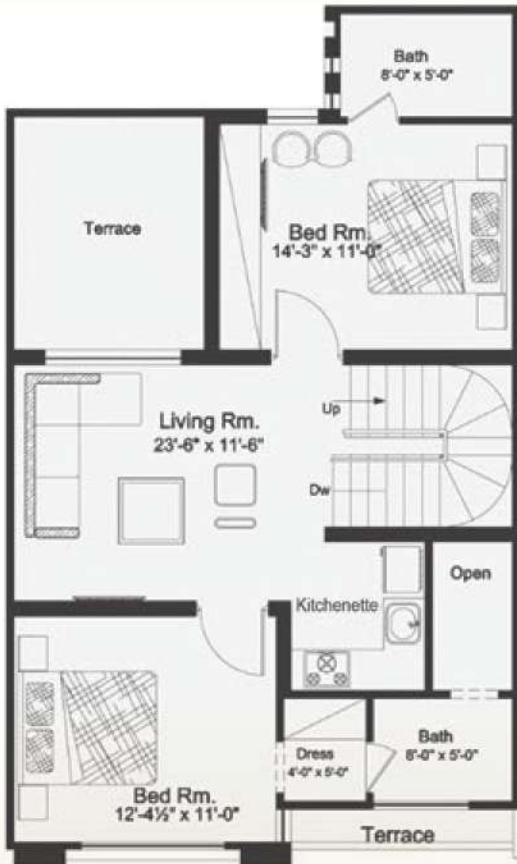 Bath
8'-0" x 5'-0"
Terrace
Bed Rm.
14'-3" x 11'-0"
Living Rm.
23'-6" x 11'-6"
Up
Dw
Kitchenette
Open
Bath
8'-0" x 5'-0"
Dress
4'-0" x 5'-0"
Bed Rm.
12'-4½" x 11'-0"
Terrace